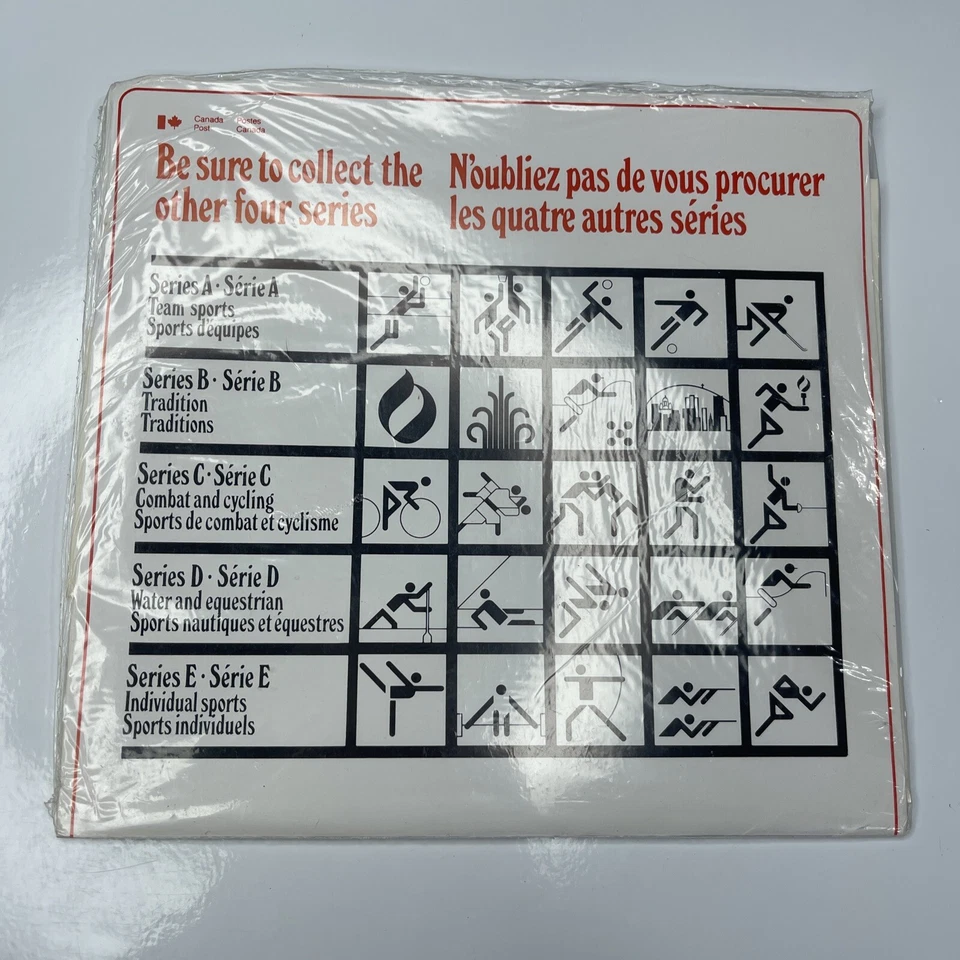 Canada Postes
Post Canada
Be sure to collect the
other four series
N'oubliez pas de vous procurer
les quatre autres séries
Series A · Série A
Team sports
Sports d'équipes
Series B · Série B
Tradition
Traditions
Series C · Série C
Combat and cycling
Sports de combat et cyclisme
Series D · Série D
Water and equestrian
Sports nautiques et équestres
Series E · Série E
Individual sports
Sports individuels